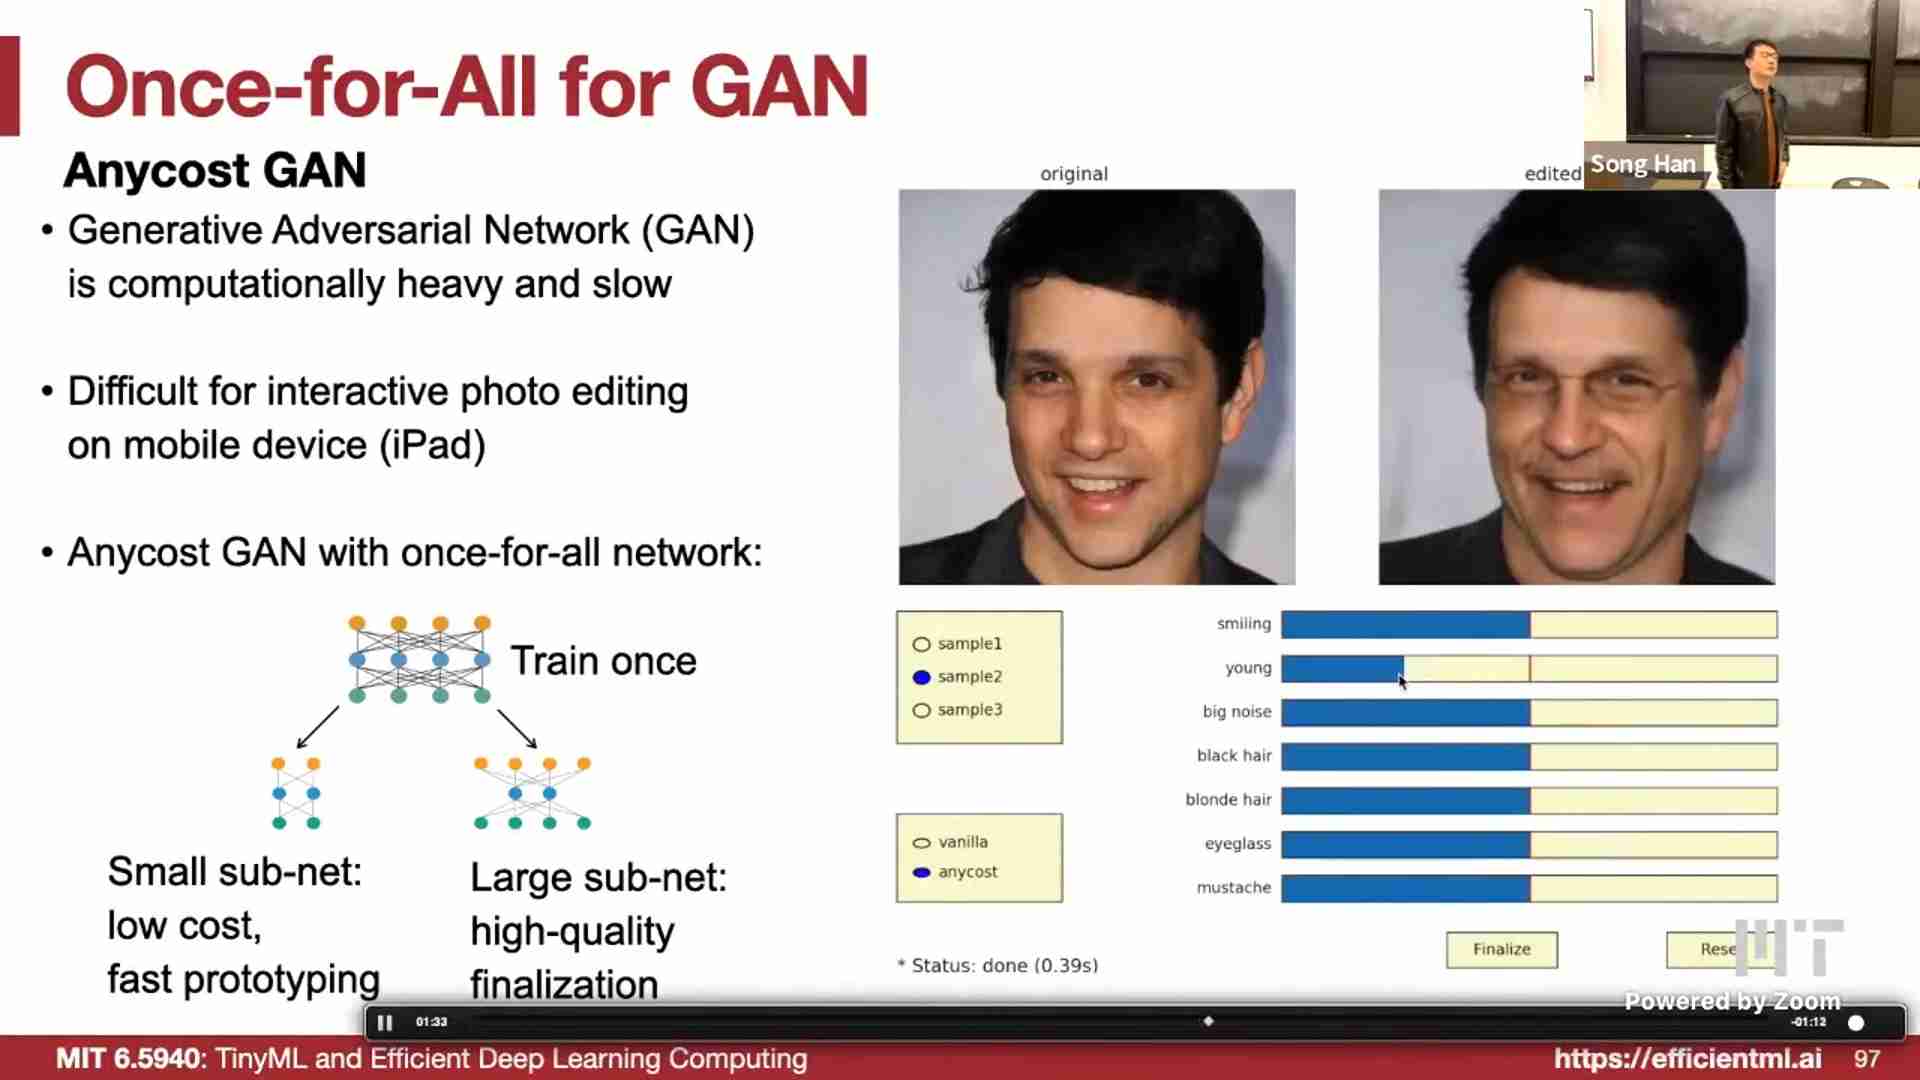 Once-for-All for GAN
Anycost GAN
• Generative Adversarial Network (GAN)
is computationally heavy and slow
• Difficult for interactive photo editing
on mobile device (iPad)
• Anycost GAN with once-for-all network:
Train once
Small sub-net:
low cost,
fast prototyping
Large sub-net:
high-quality
finalization
original
edited
Song Han
sample1
sample2
sample3
vanilla
anycost
* Status: done (0.39s)
smiling
young
big noise
black hair
blonde hair
eyeglass
mustache
Finalize
Rese
MIT
Powered by Zoom
01:33
-01:12
MIT 6.5940: TinyML and Efficient Deep Learning Computing
https://efficientml.ai
97